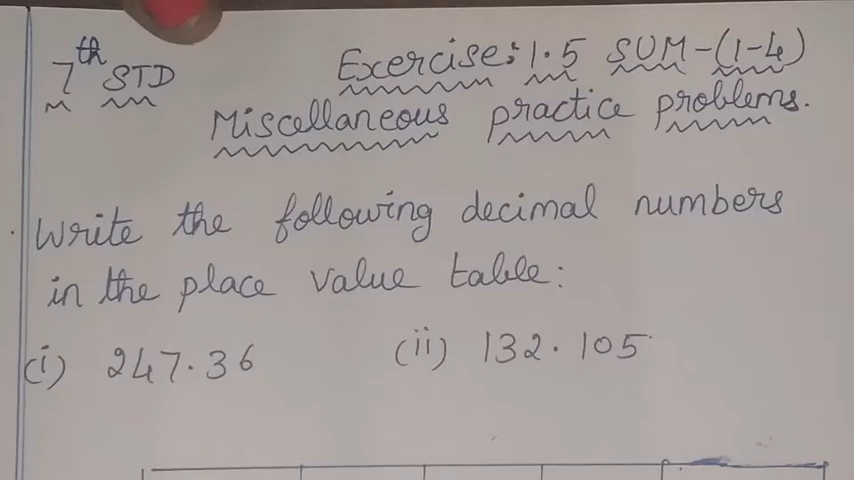 7th STD
Exercise: 1.5 SUM-(1-4)
Miscellaneous practice problems.
Write the following decimal numbers
in the place value table:
(i) 247.36 (ii) 132.105